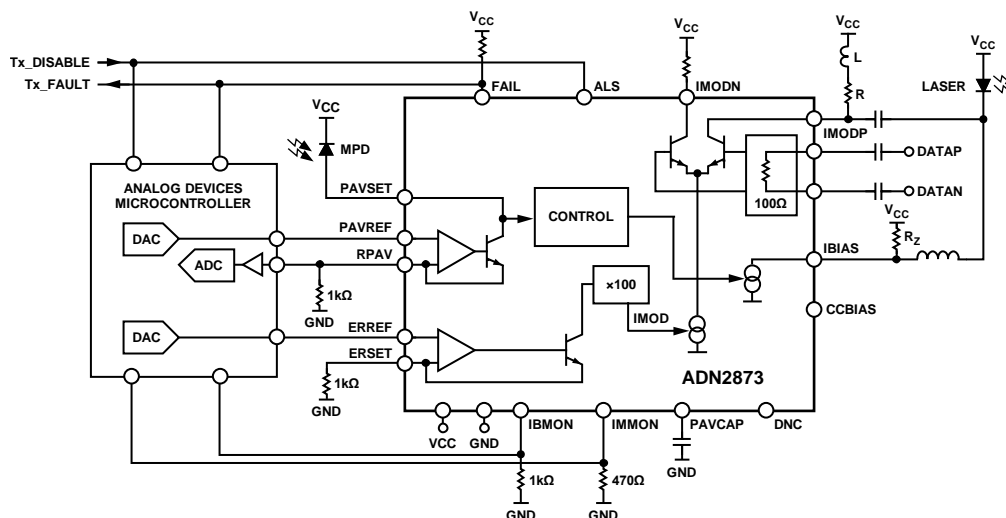 VCC
VCC
VCC
VCC
Tx_DISABLE
Tx_FAULT
L
R
LASER
FAIL
ALS
IMODN
IMODP
VCC
MPD
ANALOG DEVICES
MICROCONTROLLER
PAVSET
100Ω
DATAP
DATAN
DAC
PAVREF
CONTROL
VCC
RZ
ADC
RPAV
IBIAS
1kΩ
GND
×100
CCBIAS
DAC
ERREF
IMOD
ERSET
1kΩ
GND
ADN2873
VCC
GND
IBMON
IMMON
PAVCAP
DNC
GND
1kΩ
470Ω
GND
GND